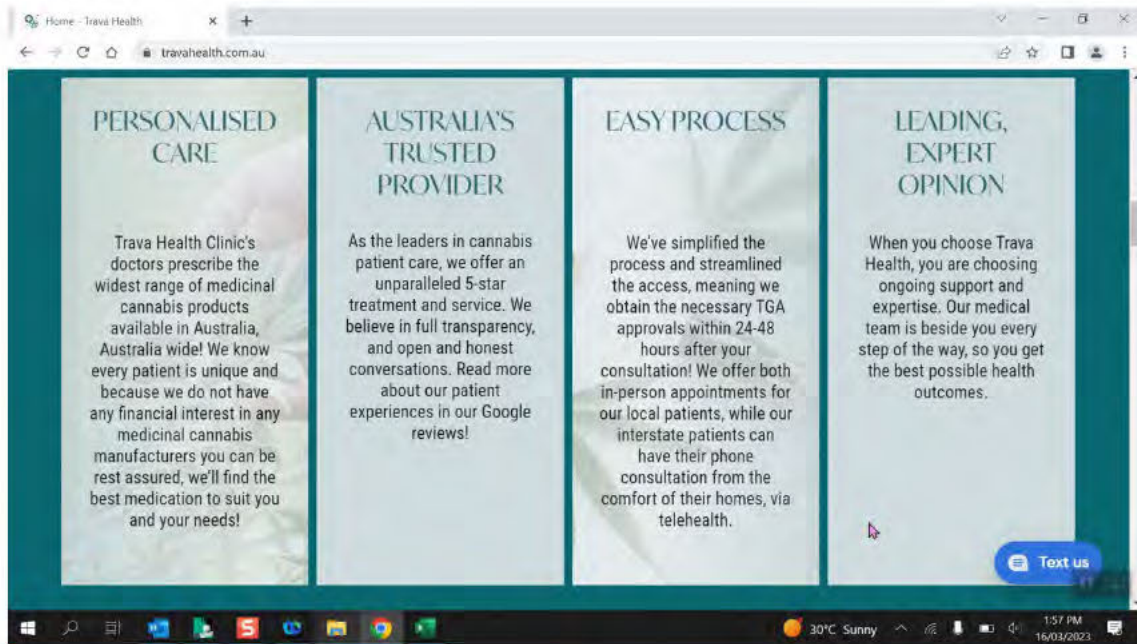 Home - Trava Health
travahealth.com.au
PERSONALISED
CARE
Trava Health Clinic's
doctors prescribe the
widest range of medicinal
cannabis products
available in Australia,
Australia wide! We know
every patient is unique and
because we do not have
any financial interest in any
medicinal cannabis
manufacturers you can be
rest assured, we'll find the
best medication to suit you
and your needs!
AUSTRALIA'S
TRUSTED
PROVIDER
As the leaders in cannabis
patient care, we offer an
unparalleled 5-star
treatment and service. We
believe in full transparency,
and open and honest
conversations. Read more
about our patient
experiences in our Google
reviews!
EASY PROCESS
We've simplified the
process and streamlined
the access, meaning we
obtain the necessary TGA
approvals within 24-48
hours after your
consultation! We offer both
in-person appointments for
our local patients, while our
interstate patients can
have their phone
consultation from the
comfort of their homes, via
telehealth.
LEADING,
EXPERT
OPINION
When you choose Trava
Health, you are choosing
ongoing support and
expertise. Our medical
team is beside you every
step of the way, so you get
the best possible health
outcomes.
Text us
30°C Sunny
1:57 PM
16/03/2023